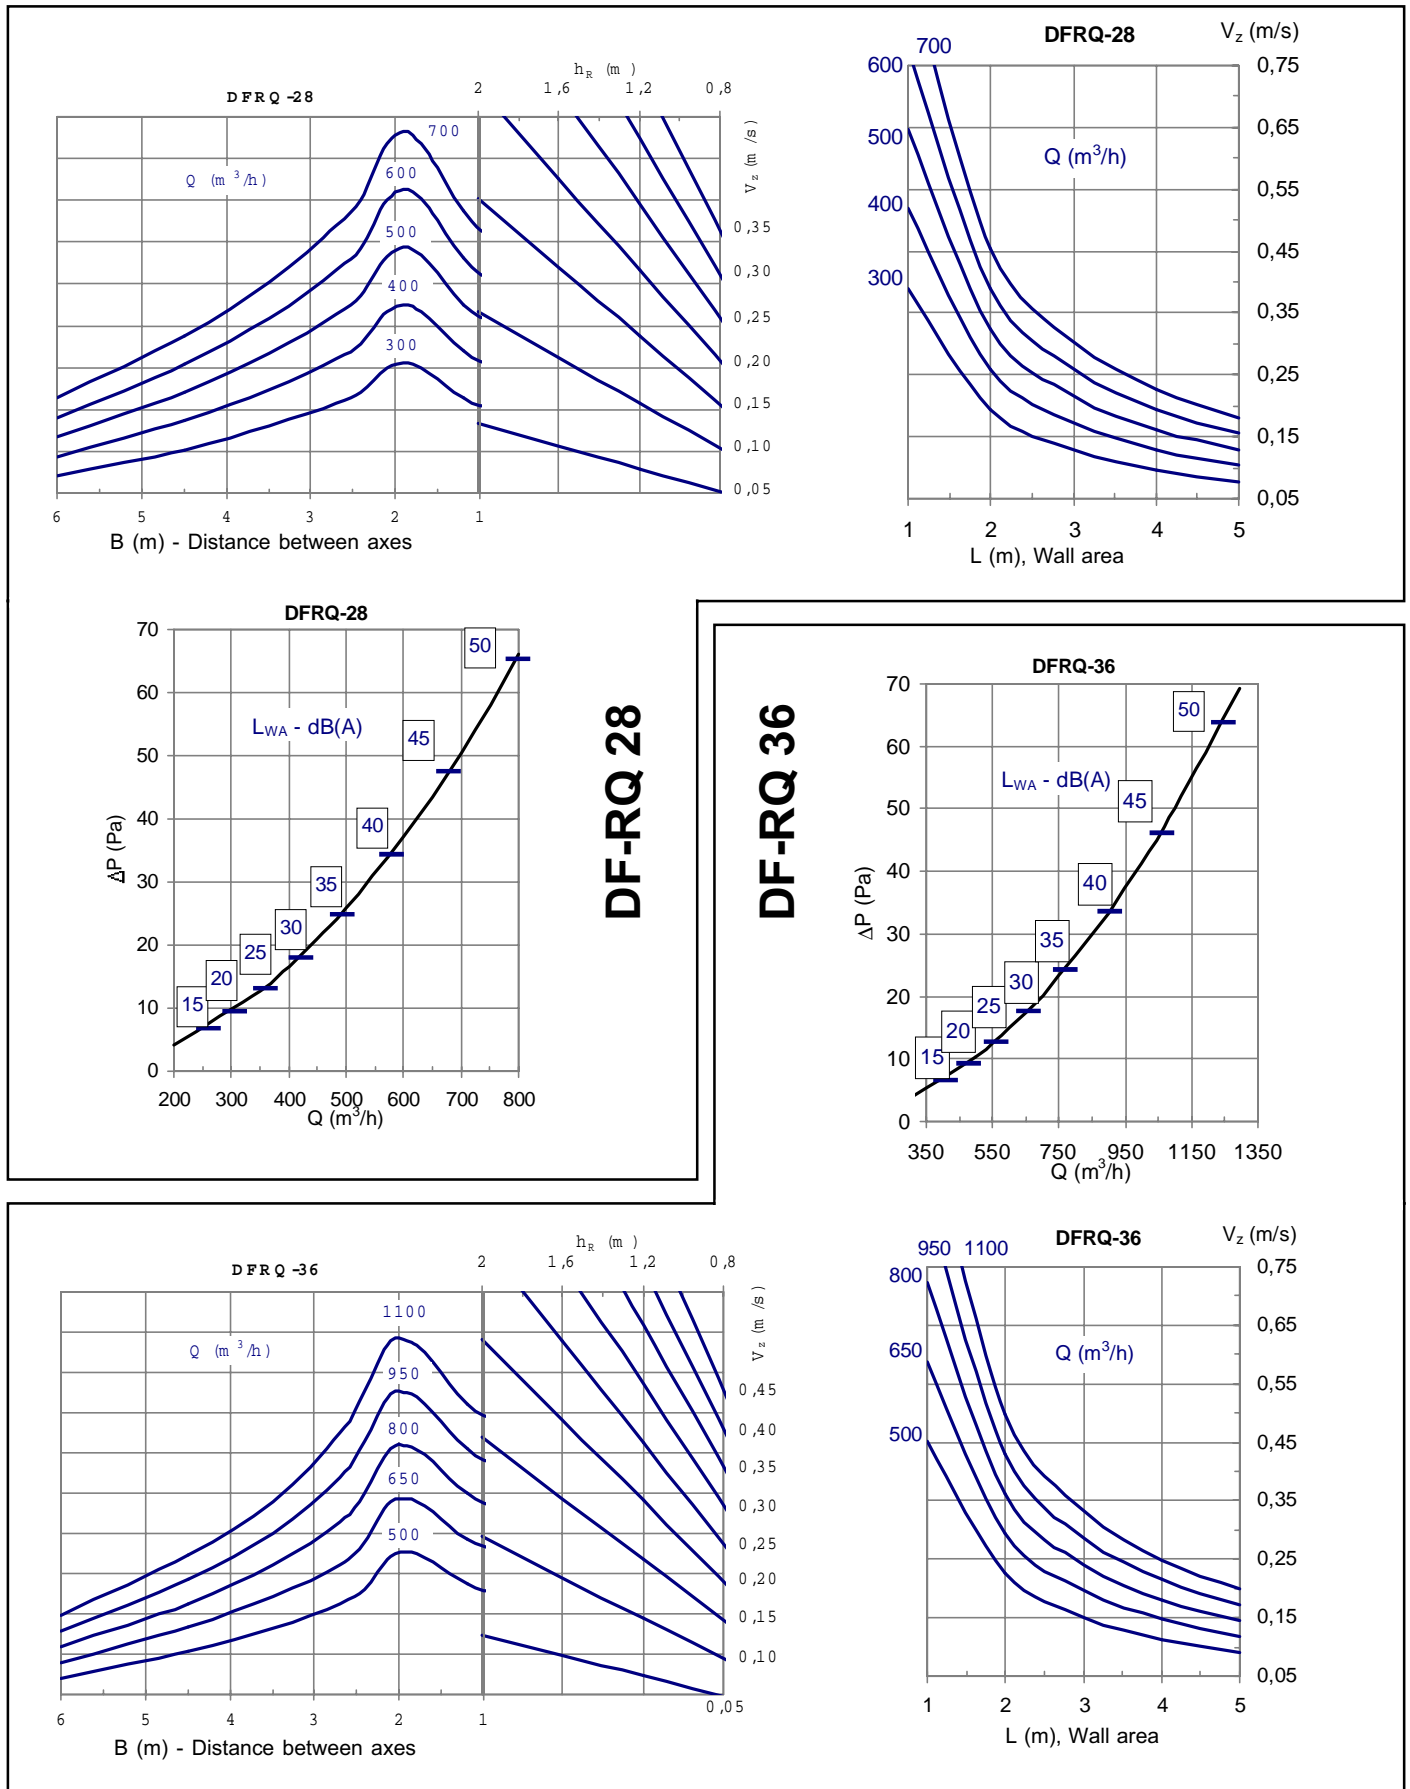 DFRQ-28
h_R (m)
2 1,6 1,2 0,8
Q (m³/h)
700
600
500
400
300
V_z (m/s)
0,35
0,30
0,25
0,20
0,15
0,10
0,05
6 5 4 3 2 1
B (m) - Distance between axes
DFRQ-28
V_z (m/s)
700
600
500
400
300
Q (m³/h)
0,75
0,65
0,55
0,45
0,35
0,25
0,15
0,05
1 2 3 4 5
L (m), Wall area
DFRQ-28
70
60
50
40
30
20
10
0
ΔP (Pa)
L_WA - dB(A)
50
45
40
35
30
25
20
15
200 300 400 500 600 700 800
Q (m³/h)
DF-RQ 28
DF-RQ 36
DFRQ-36
70
60
50
40
30
20
10
0
ΔP (Pa)
L_WA - dB(A)
50
45
40
35
30
25
20
15
350 550 750 950 1150 1350
Q (m³/h)
DFRQ-36
h_R (m)
2 1,6 1,2 0,8
Q (m³/h)
1100
950
800
650
500
V_z (m/s)
0,45
0,40
0,35
0,30
0,25
0,20
0,15
0,10
0,05
6 5 4 3 2 1
B (m) - Distance between axes
DFRQ-36
V_z (m/s)
950 1100
800
650
500
Q (m³/h)
0,75
0,65
0,55
0,45
0,35
0,25
0,15
0,05
1 2 3 4 5
L (m), Wall area